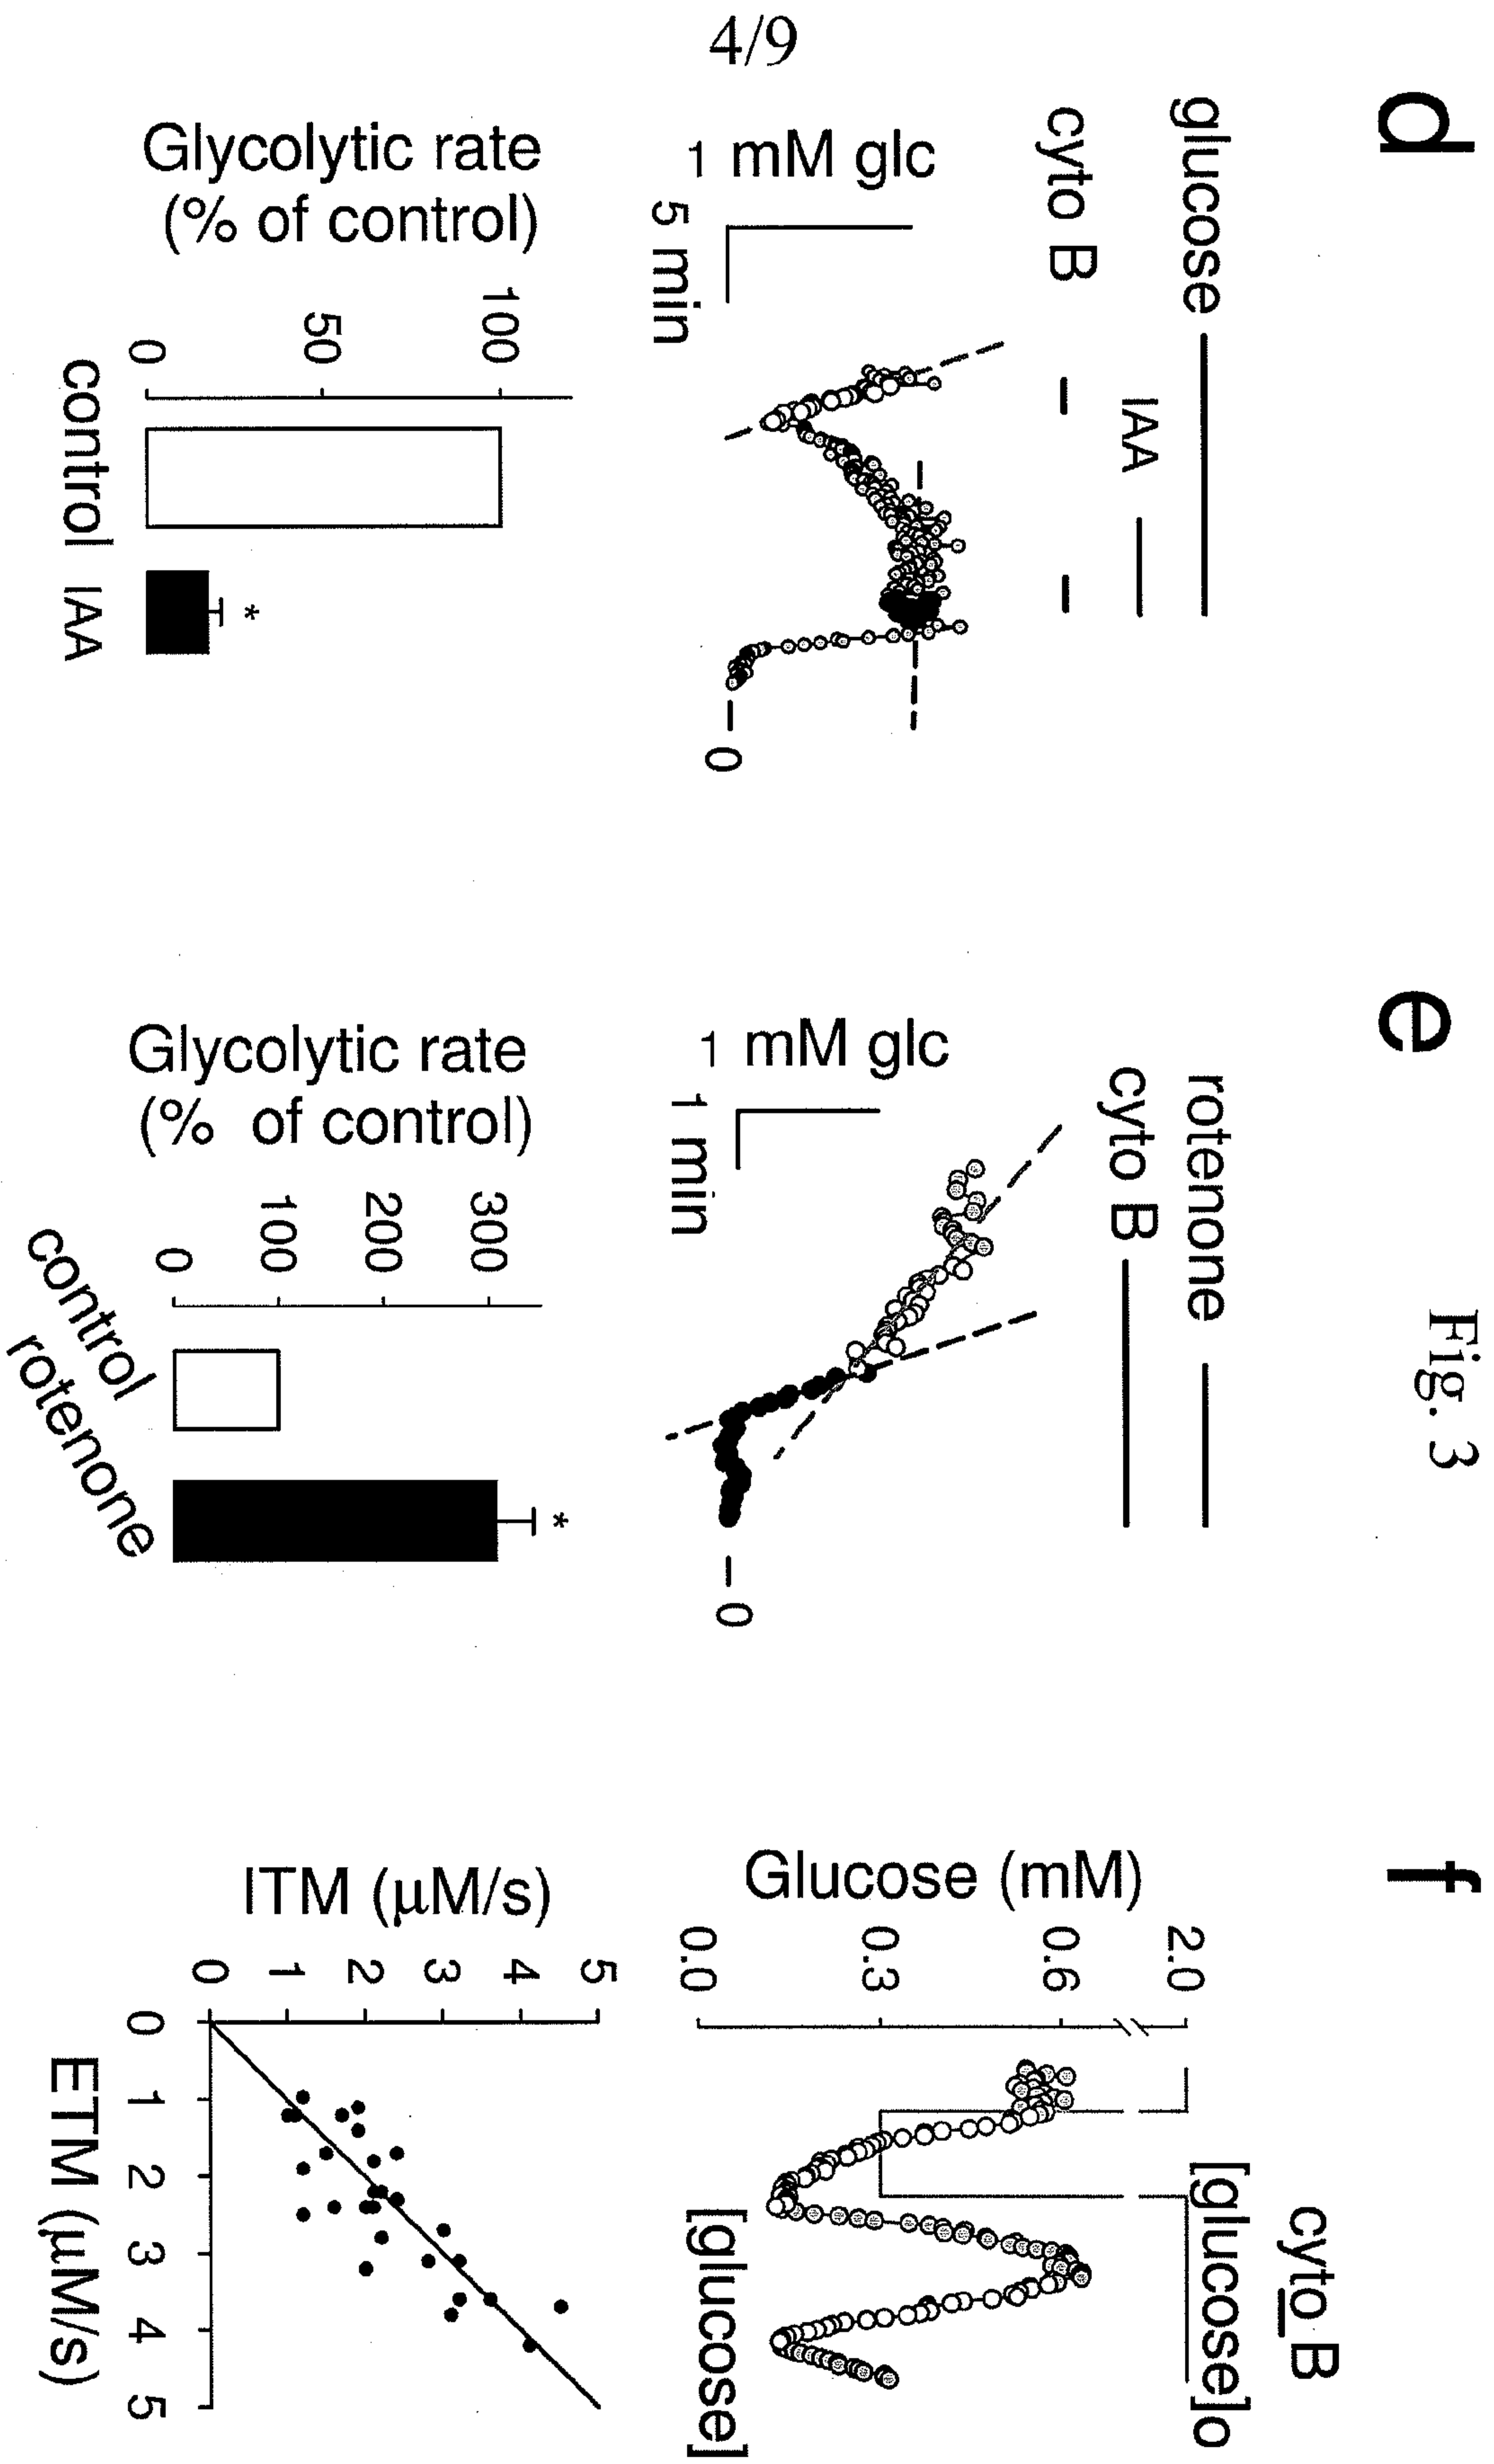 4/9
Fig. 3
d
glucose
IAA
cyto B
1 mM glc
5 min
0
Glycolytic rate
(% of control)
100
50
0
control IAA
*
e
rotenone
cyto B
1 mM glc
1 min
0
Glycolytic rate
(% of control)
300
200
100
0
control
rotenone
*
f
cyto B
[glucose]o
Glucose (mM)
2.0
0.6
0.3
0.0
[glucose]
ITM (μM/s)
5
4
3
2
1
0
0 1 2 3 4 5
ETM (μM/s)